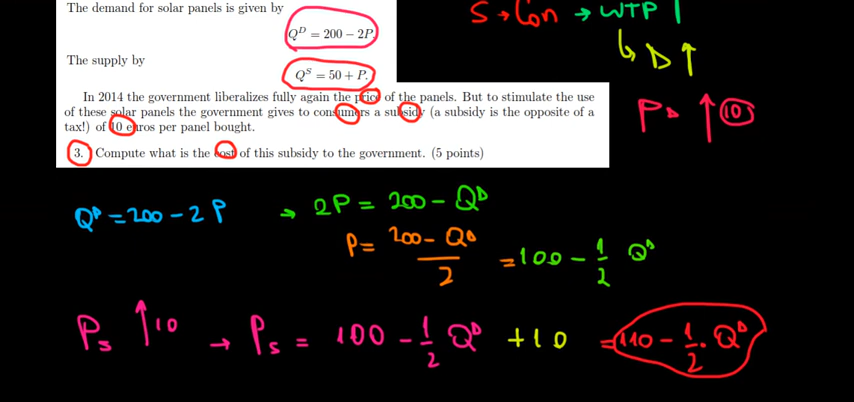 The demand for solar panels is given by
Q^D = 200 − 2P.
The supply by
Q^S = 50 + P.
In 2014 the government liberalizes fully again the price of the panels. But to stimulate the use
of these solar panels the government gives to consumers a subsidy (a subsidy is the opposite of a
tax!) of 10 euros per panel bought.
3. Compute what is the cost of this subsidy to the government. (5 points)
S → Con → WTP ↑
↳ D ↑
P_D ↑ 10
Q^D = 200 − 2P → 2P = 200 − Q^D
P = (200 − Q^D)/2 = 100 − 1/2 Q^D
P_s ↑ 10 → P_s = 100 − 1/2 Q^D + 10 = 110 − 1/2 · Q^D